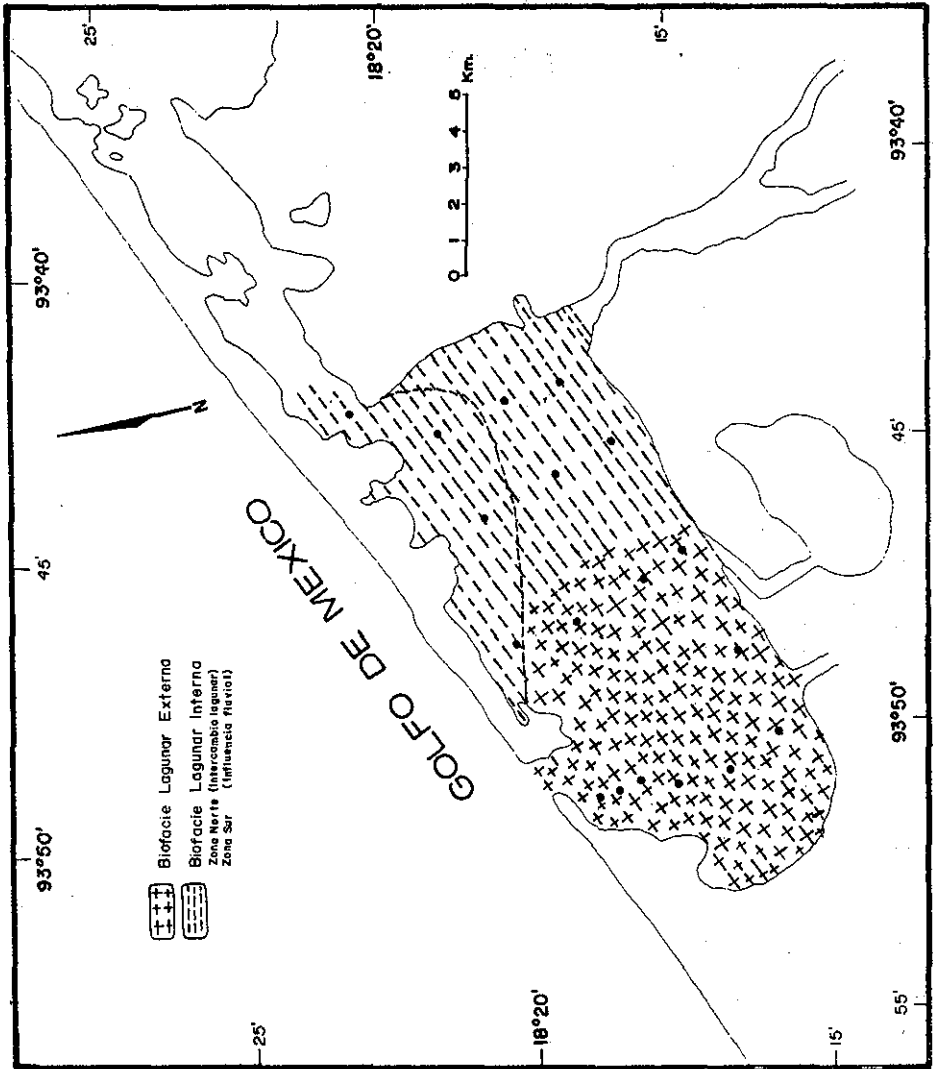 93°50'
45'
93°40'
25'
25'
18°20'
18°20'
15'
15'
55'
93°50'
45'
93°40'
N
GOLFO DE MEXICO
Biofacie Lagunar Externa
Biofacie Lagunar Interna
Zona Norte (Intercambio lagunar)
Zona Sur (Influencia fluvial)
0 1 2 3 4 5 Km.